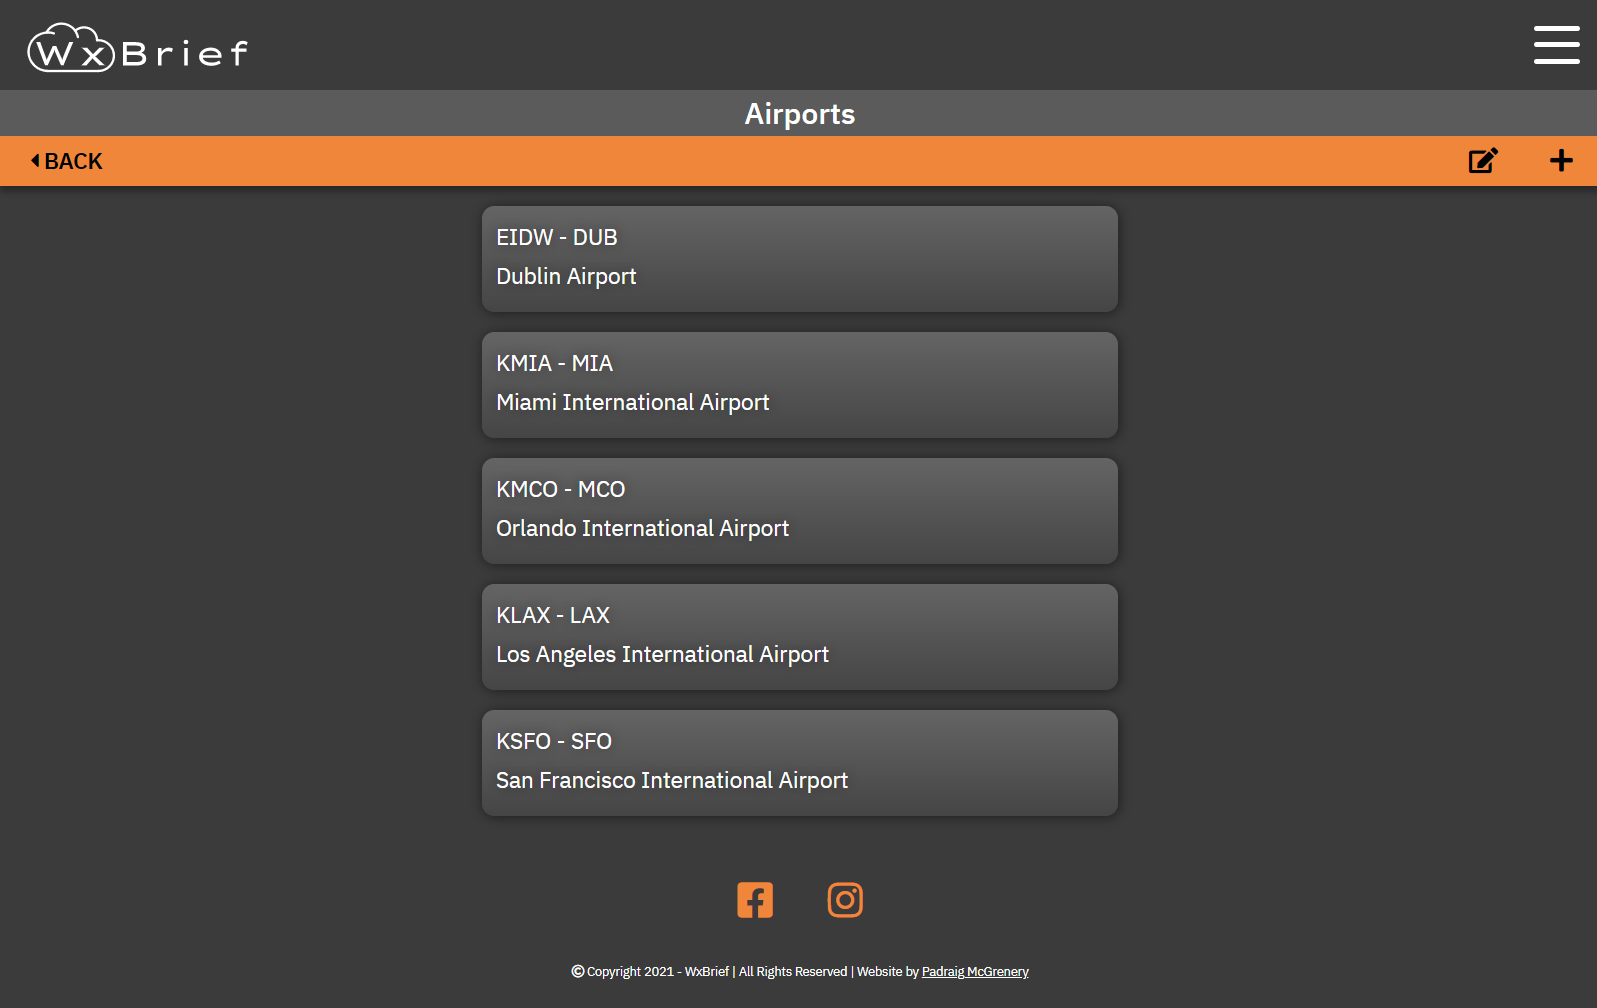 WxBrief
Airports
BACK
EIDW - DUB
Dublin Airport
KMIA - MIA
Miami International Airport
KMCO - MCO
Orlando International Airport
KLAX - LAX
Los Angeles International Airport
KSFO - SFO
San Francisco International Airport
© Copyright 2021 - WxBrief | All Rights Reserved | Website by Padraig McGrenery